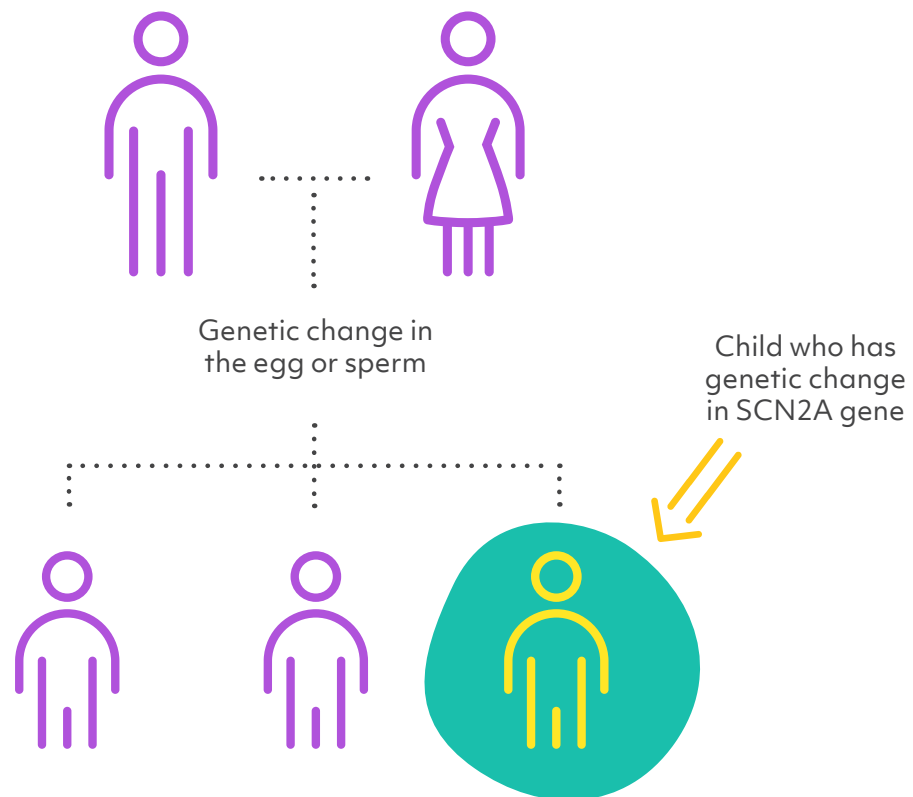 Genetic change in
the egg or sperm
Child who has
genetic change
in SCN2A gene